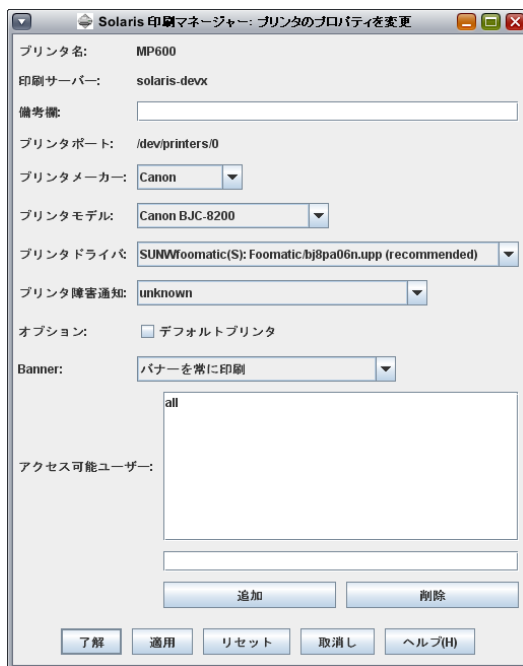 Solaris 印刷マネージャー: プリンタのプロパティを変更
プリンタ名: MP600
印刷サーバー: solaris-devx
備考欄:
プリンタポート: /dev/printers/0
プリンタメーカー: Canon
プリンタモデル: Canon BJC-8200
プリンタドライバ: SUNWfoomatic(S): Foomatic/bj8pa06n.upp (recommended)
プリンタ障害通知: unknown
オプション: デフォルトプリンタ
Banner: バナーを常に印刷
all
アクセス可能ユーザー:
追加 削除
了解 適用 リセット 取消し ヘルプ(H)